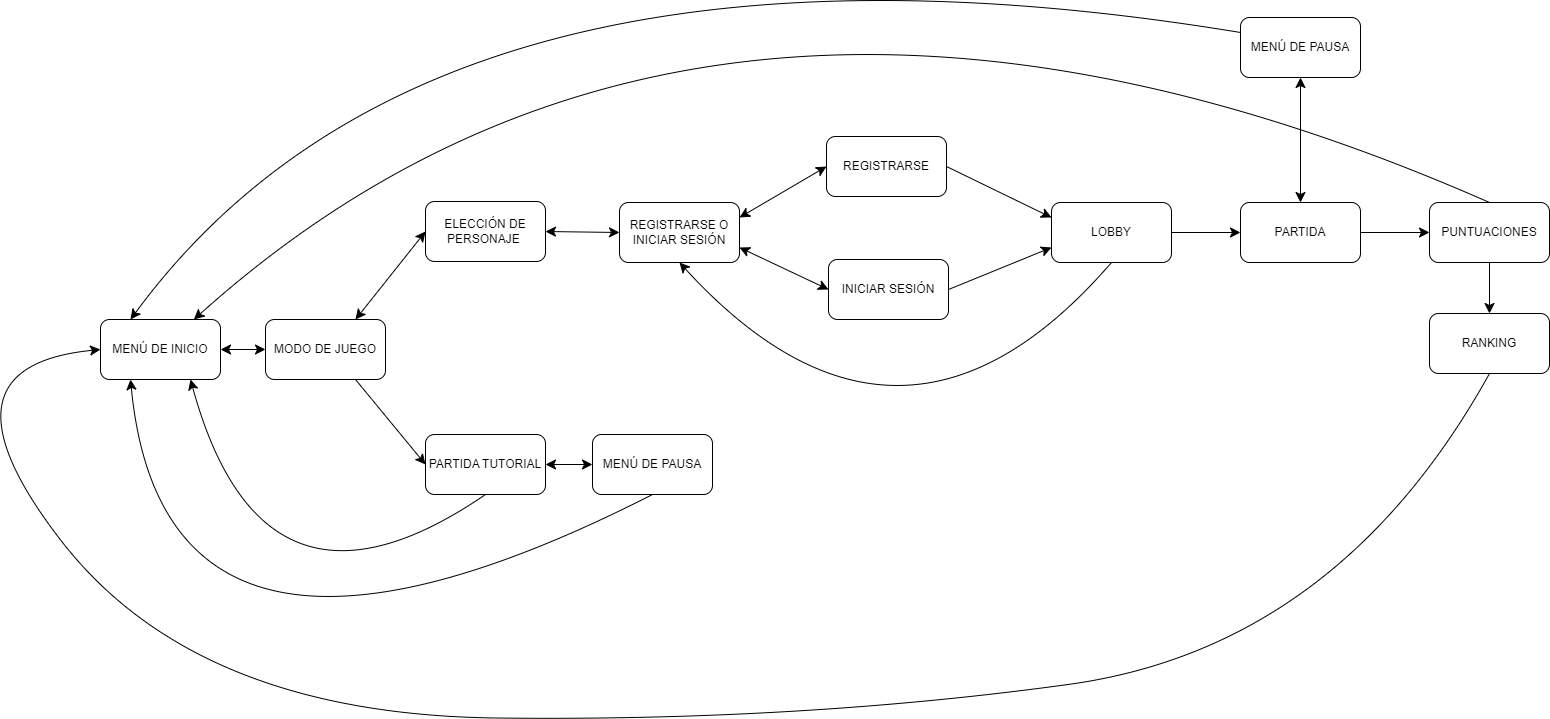 MENÚ DE PAUSA
REGISTRARSE
ELECCIÓN DE
PERSONAJE
REGISTRARSE O
INICIAR SESIÓN
LOBBY
PARTIDA
PUNTUACIONES
INICIAR SESIÓN
MENÚ DE INICIO
MODO DE JUEGO
RANKING
PARTIDA TUTORIAL
MENÚ DE PAUSA